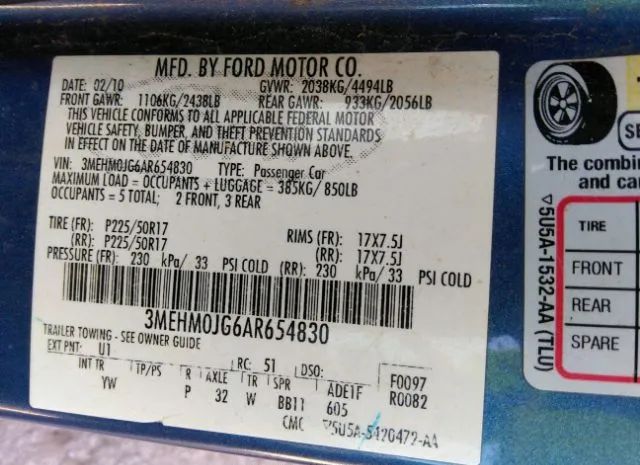 MFD. BY FORD MOTOR CO.
DATE: 02/10 GVWR: 2038KG/4494LB
FRONT GAWR: 1106KG/2438LB REAR GAWR: 933KG/2056LB
THIS VEHICLE CONFORMS TO ALL APPLICABLE FEDERAL MOTOR
VEHICLE SAFETY, BUMPER, AND THEFT PREVENTION STANDARDS
IN EFFECT ON THE DATE OF MANUFACTURE SHOWN ABOVE.
VIN: 3MEHM0JG6AR654830 TYPE: Passenger Car
MAXIMUM LOAD = OCCUPANTS + LUGGAGE = 385KG/ 850LB
OCCUPANTS = 5 TOTAL; 2 FRONT, 3 REAR
TIRE (FR): P225/50R17 RIMS (FR): 17X7.5J
(RR): P225/50R17 (RR): 17X7.5J
PRESSURE (FR): 230 kPa/ 33 PSI COLD (RR): 230 kPa/ 33 PSI COLD
3MEHM0JG6AR654830
TRAILER TOWING - SEE OWNER GUIDE
EXT PNT: U1 RC: 51 DSO:
INT TR TP/PS R AXLE TR SPR ADE1F F0097
YW P 32 W BB11 605 R0082
CMC ▽5U5A-5420472-AA
The combin
and car
▽5U5A-1532-AA (TLU)
TIRE
FRONT
REAR
SPARE